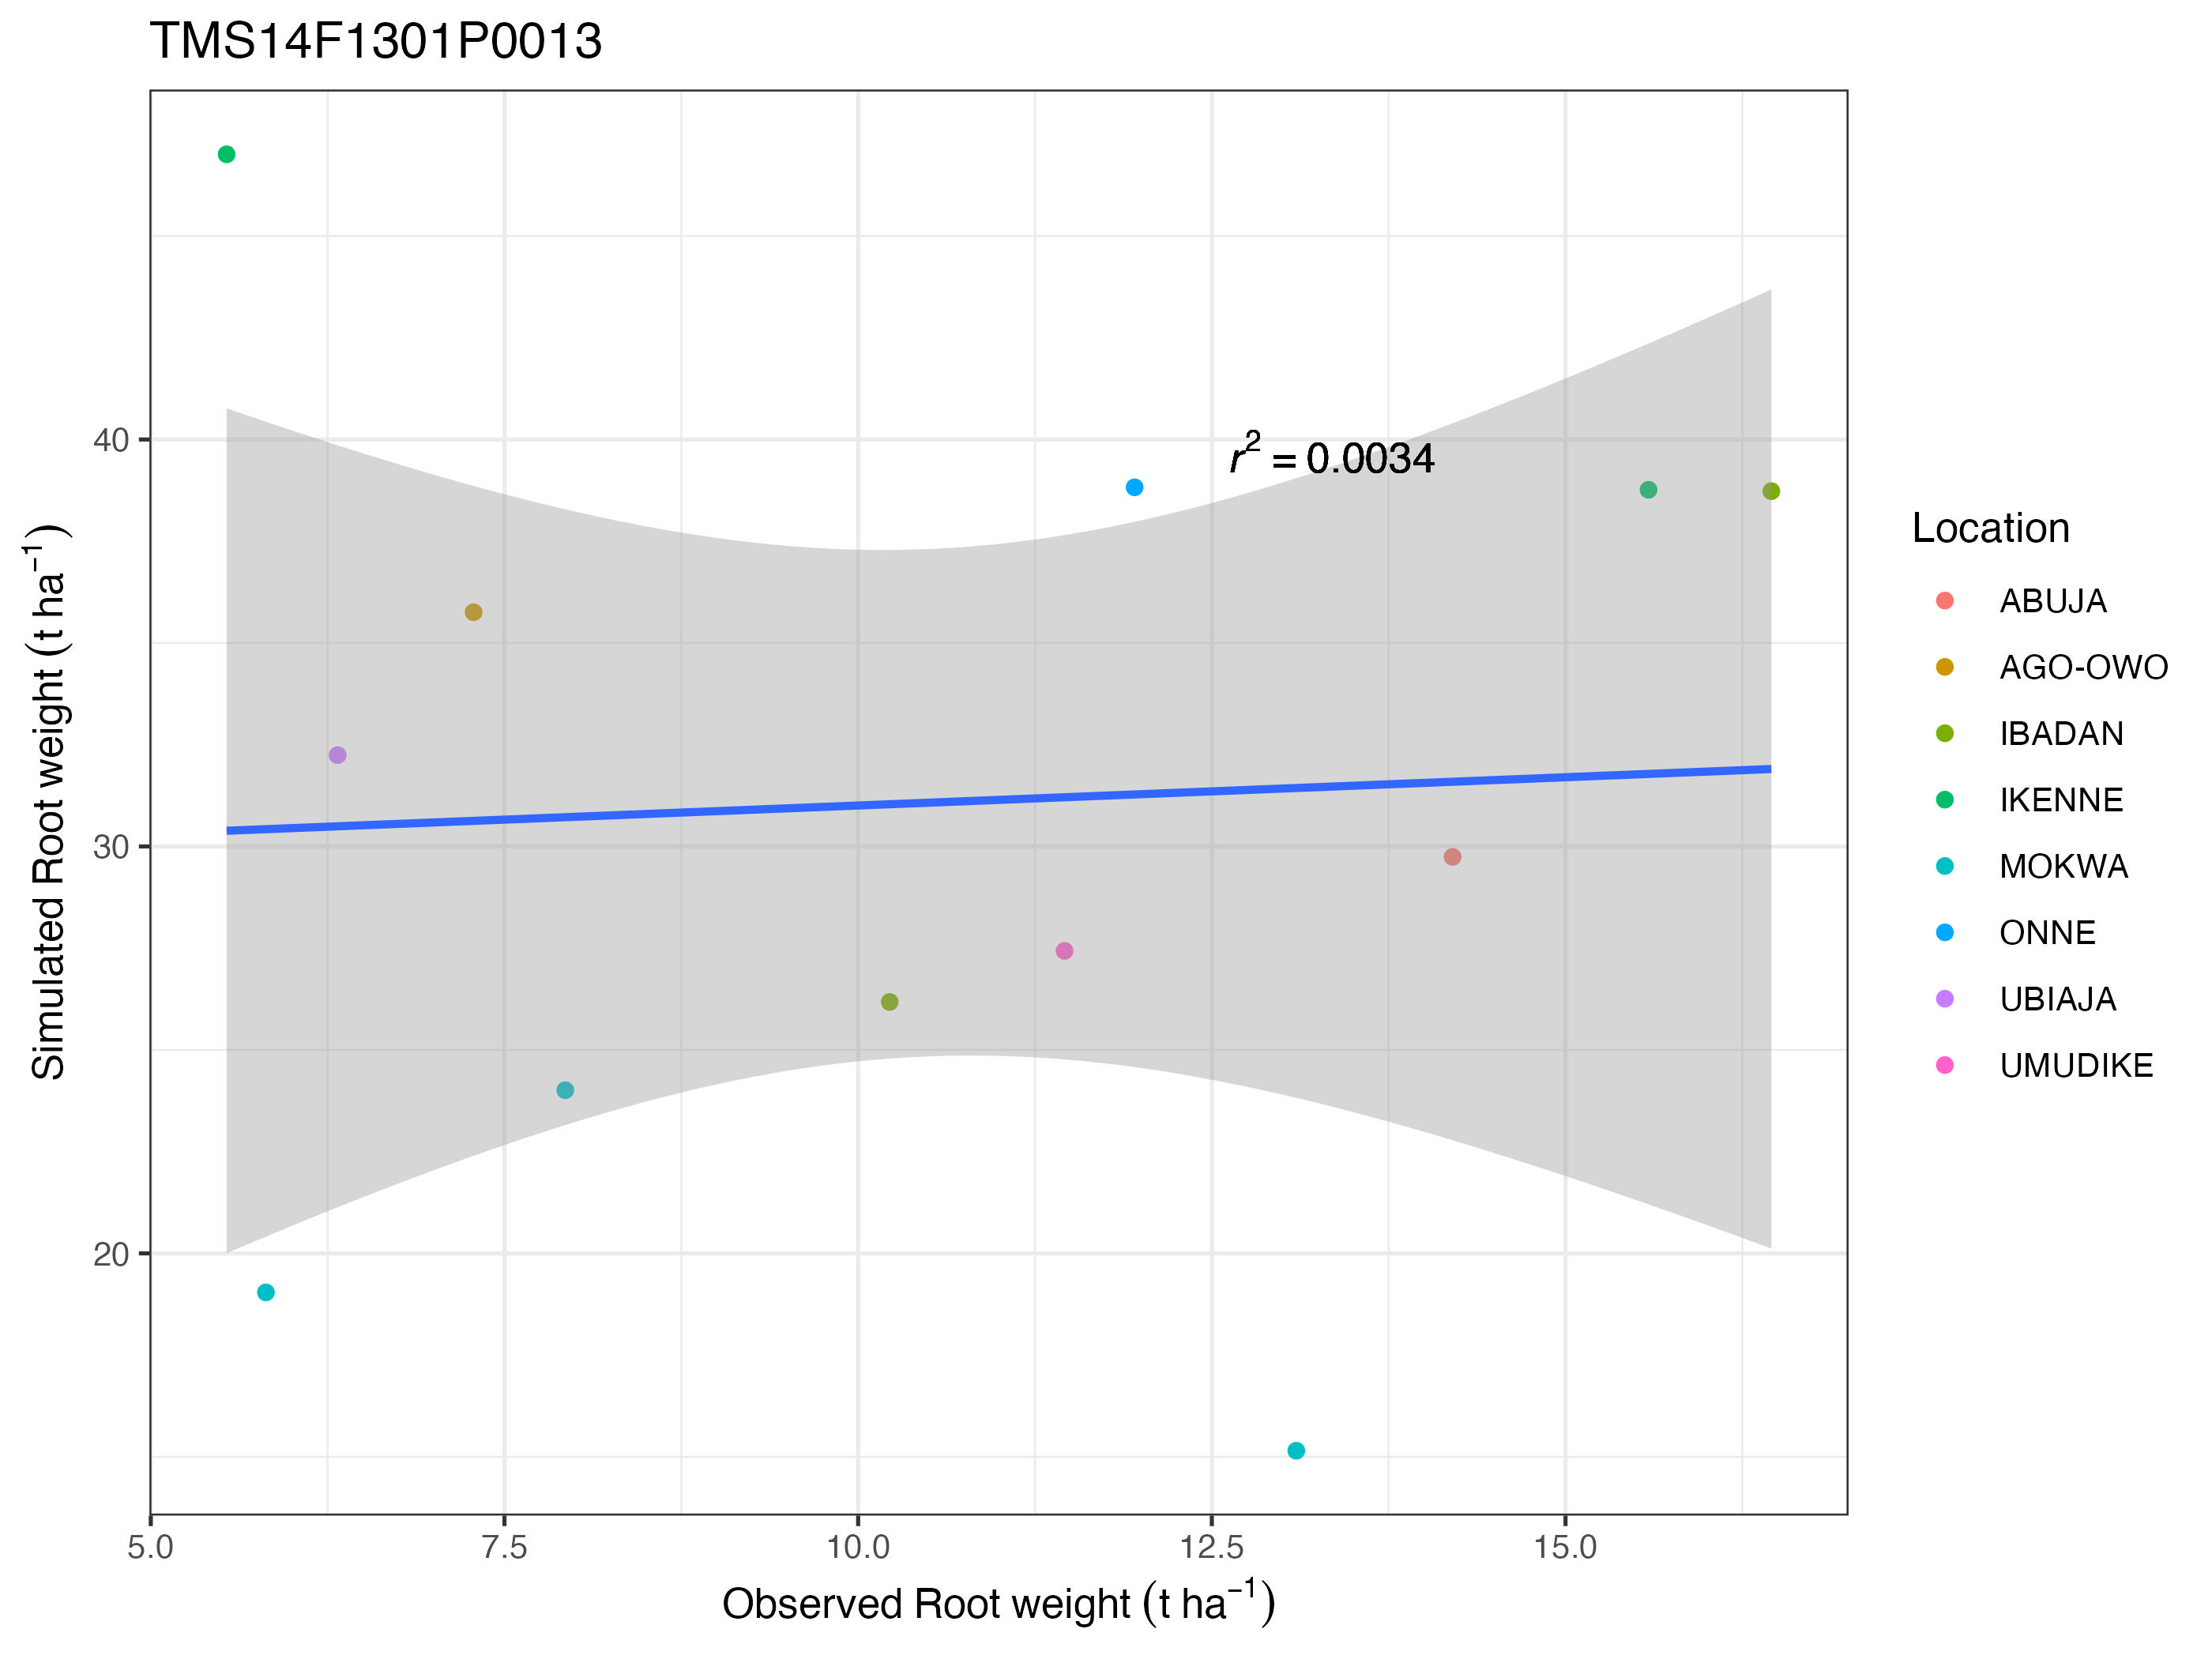 TMS14F1301P0013
r² = 0.0034
40
30
20
Simulated Root weight (t ha⁻¹)
5.0 7.5 10.0 12.5 15.0
Observed Root weight (t ha⁻¹)
Location
ABUJA
AGO-OWO
IBADAN
IKENNE
MOKWA
ONNE
UBIAJA
UMUDIKE